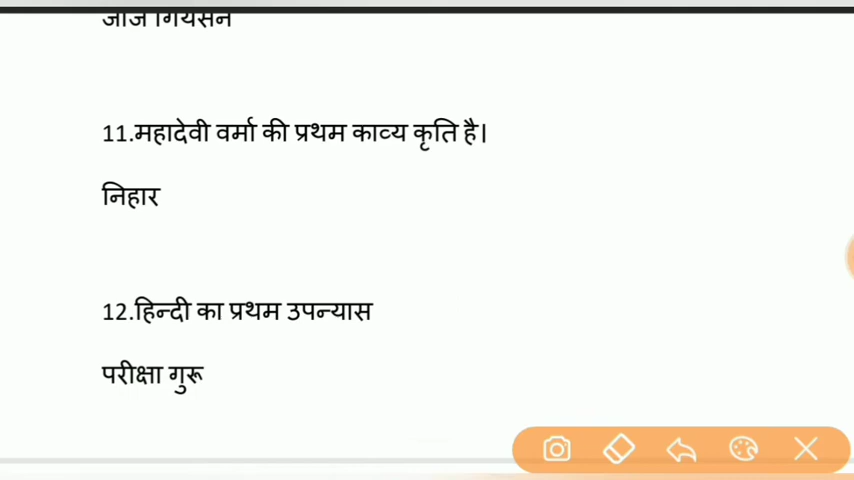 11.महादेवी वर्मा की प्रथम काव्य कृति है।
निहार
12.हिन्दी का प्रथम उपन्यास
परीक्षा गुरू